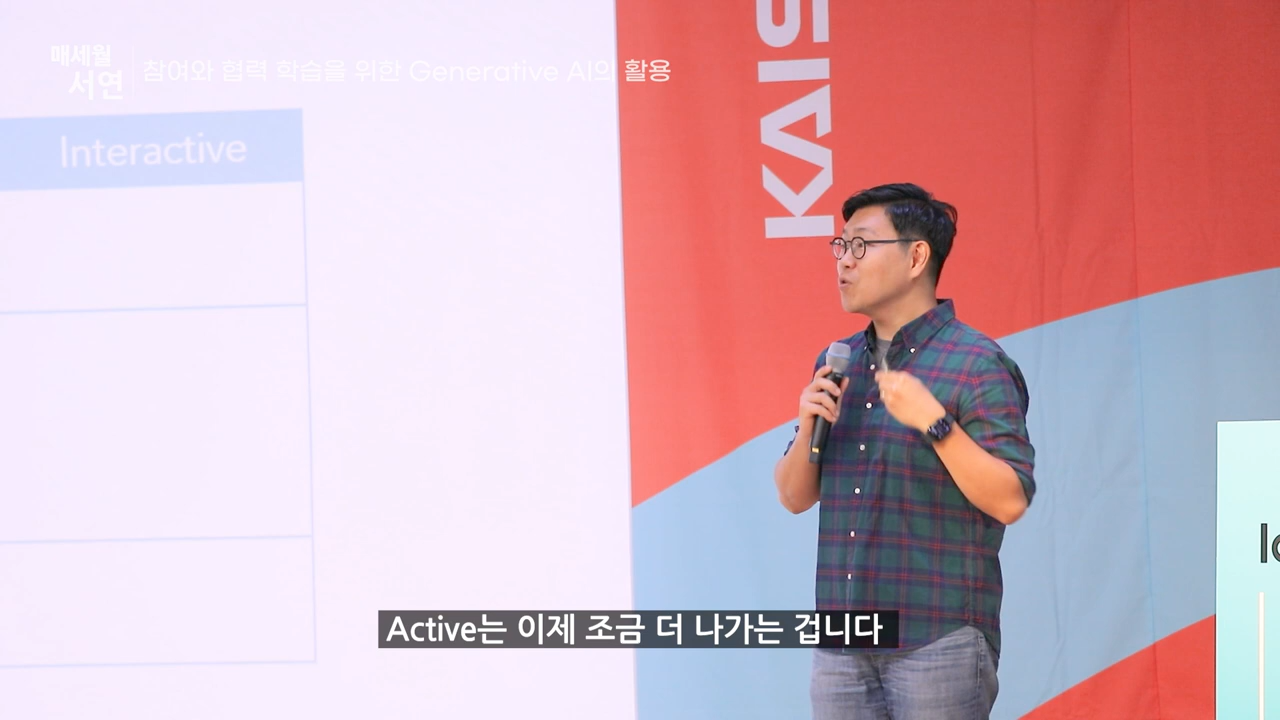 매세월
서연
참여와 협력 학습을 위한 Generative AI의 활용
Interactive
KAIS
Active는 이제 조금 더 나가는 겁니다